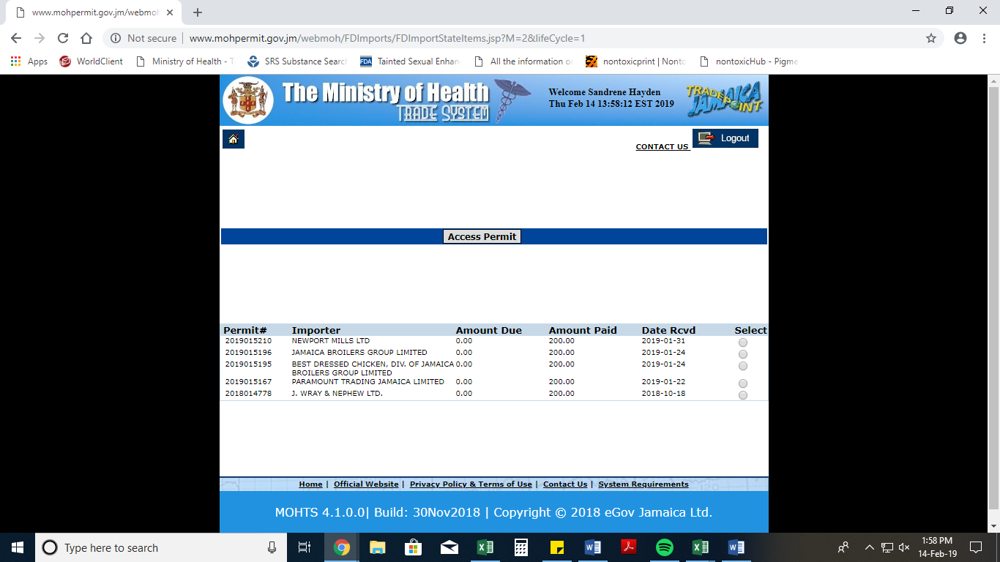 www.mohpermit.gov.jm/webmoh
Not secure www.mohpermit.gov.jm/webmoh/FDImports/FDImportStateItems.jsp?M=2&lifeCycle=1
Apps WorldClient Ministry of Health - T SRS Substance Searc FDA Tainted Sexual Enhan All the information o nontoxicprint | Nonto nontoxicHub - Pigme
The Ministry of Health
TRADE SYSTEM
Welcome Sandrene Hayden
Thu Feb 14 13:58:12 EST 2019
TRADE POINT JAMAICA
CONTACT US Logout
Access Permit
Permit# Importer Amount Due Amount Paid Date Rcvd Select
2019015210 NEWPORT MILLS LTD 0.00 200.00 2019-01-31
2019015196 JAMAICA BROILERS GROUP LIMITED 0.00 200.00 2019-01-24
2019015195 BEST DRESSED CHICKEN, DIV. OF JAMAICA 0.00 200.00 2019-01-24
BROILERS GROUP LIMITED
2019015167 PARAMOUNT TRADING JAMAICA LIMITED 0.00 200.00 2019-01-22
2018014778 J. WRAY & NEPHEW LTD. 0.00 200.00 2018-10-18
Home | Official Website | Privacy Policy & Terms of Use | Contact Us | System Requirements
MOHTS 4.1.0.0| Build: 30Nov2018 | Copyright © 2018 eGov Jamaica Ltd.
Type here to search
1:58 PM
14-Feb-19